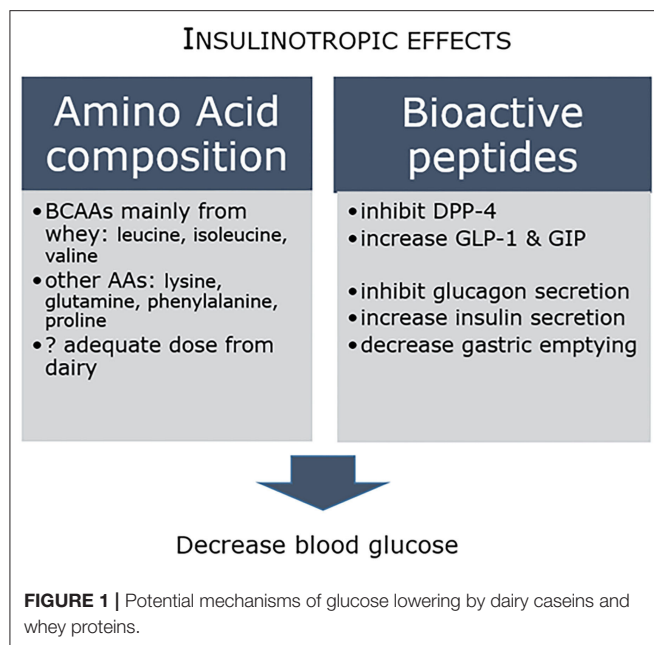 INSULINOTROPIC EFFECTS
Amino Acid
composition
•BCAAs mainly from
whey: leucine, isoleucine,
valine
•other AAs: lysine,
glutamine, phenylalanine,
proline
•? adequate dose from
dairy
Bioactive
peptides
•inhibit DPP-4
•increase GLP-1 & GIP
•inhibit glucagon secretion
•increase insulin secretion
•decrease gastric emptying
Decrease blood glucose
FIGURE 1 | Potential mechanisms of glucose lowering by dairy caseins and
whey proteins.